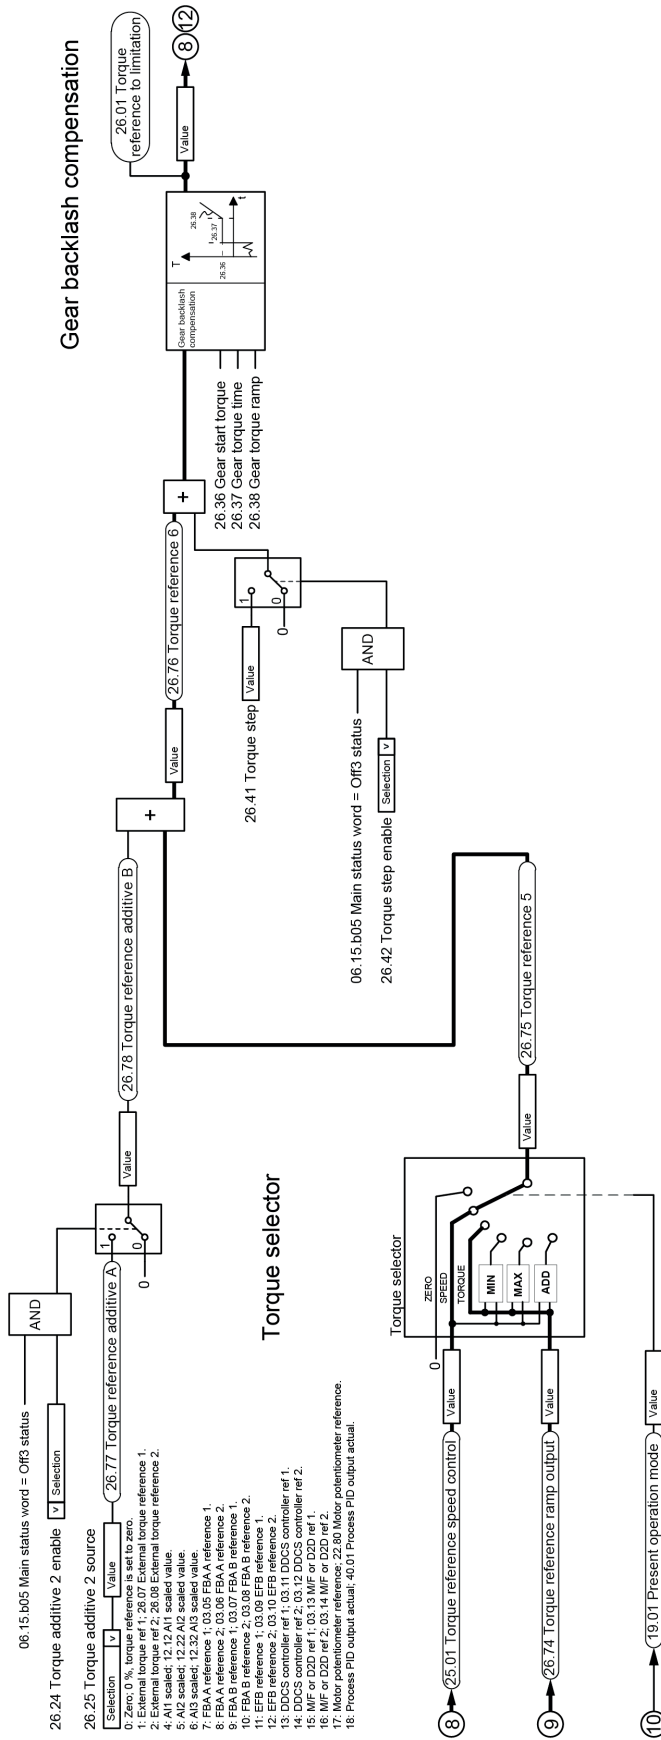 06.15.b05 Main status word = Off3 status
AND
26.24 Torque additive 2 enable
v
Selection
26.25 Torque additive 2 source
Selection
v
Value
26.77 Torque reference additive A
1
0
0
Value
26.78 Torque reference additive B
0: Zero; 0 %, torque reference is set to zero.
1: External torque ref 1; 26.07 External torque reference 1.
2: External torque ref 2; 26.08 External torque reference 2.
4: AI1 scaled; 12.12 AI1 scaled value.
5: AI2 scaled; 12.22 AI2 scaled value.
6: AI3 scaled; 12.32 AI3 scaled value.
7: FBA A reference 1; 03.05 FBA A reference 1.
8: FBA A reference 2; 03.06 FBA A reference 2.
9: FBA B reference 1; 03.07 FBA B reference 1.
10: FBA B reference 2; 03.08 FBA B reference 2.
11: EFB reference 1; 03.09 EFB reference 1.
12: EFB reference 2; 03.10 EFB reference 2.
13: DDCS controller ref 1; 03.11 DDCS controller ref 1.
14: DDCS controller ref 2; 03.12 DDCS controller ref 2.
15: M/F or D2D ref 1; 03.13 M/F or D2D ref 1.
16: M/F or D2D ref 2; 03.14 M/F or D2D ref 2.
17: Motor potentiometer reference; 22.80 Motor potentiometer reference.
18: Process PID output actual; 40.01 Process PID output actual.
+
Value
26.76 Torque reference 6
+
26.41 Torque step
Value
1
0
0
06.15.b05 Main status word = Off3 status
AND
26.42 Torque step enable
Selection
v
Gear backlash compensation
26.01 Torque
reference to limitation
Gear backlash
compensation
T
26.36
26.37
26.38
t
Value
8
12
26.36 Gear start torque
26.37 Gear torque time
26.38 Gear torque ramp
Torque selector
Torque selector
0
ZERO
SPEED
TORQUE
MIN
MAX
ADD
8
25.01 Torque reference speed control
Value
9
26.74 Torque reference ramp output
Value
10
19.01 Present operation mode
Value
Value
26.75 Torque reference 5